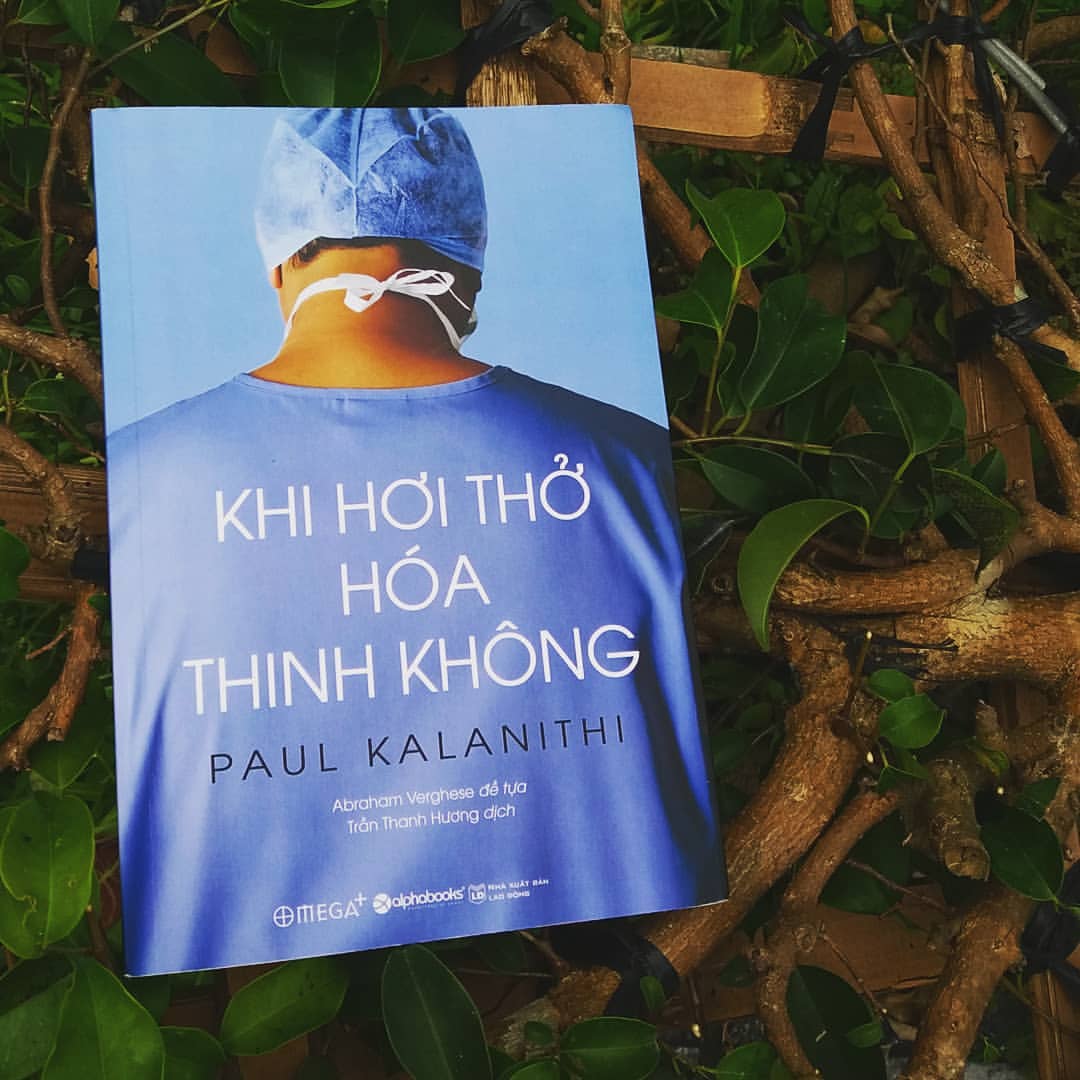 KHI HƠI THỞ
HÓA
THINH KHÔNG
PAUL KALANITHI
Abraham Verghese đề tựa
Trần Thanh Hương dịch
OMEGA+
alphabooks®
LĐ
NHÀ XUẤT BẢN
LAO ĐỘNG